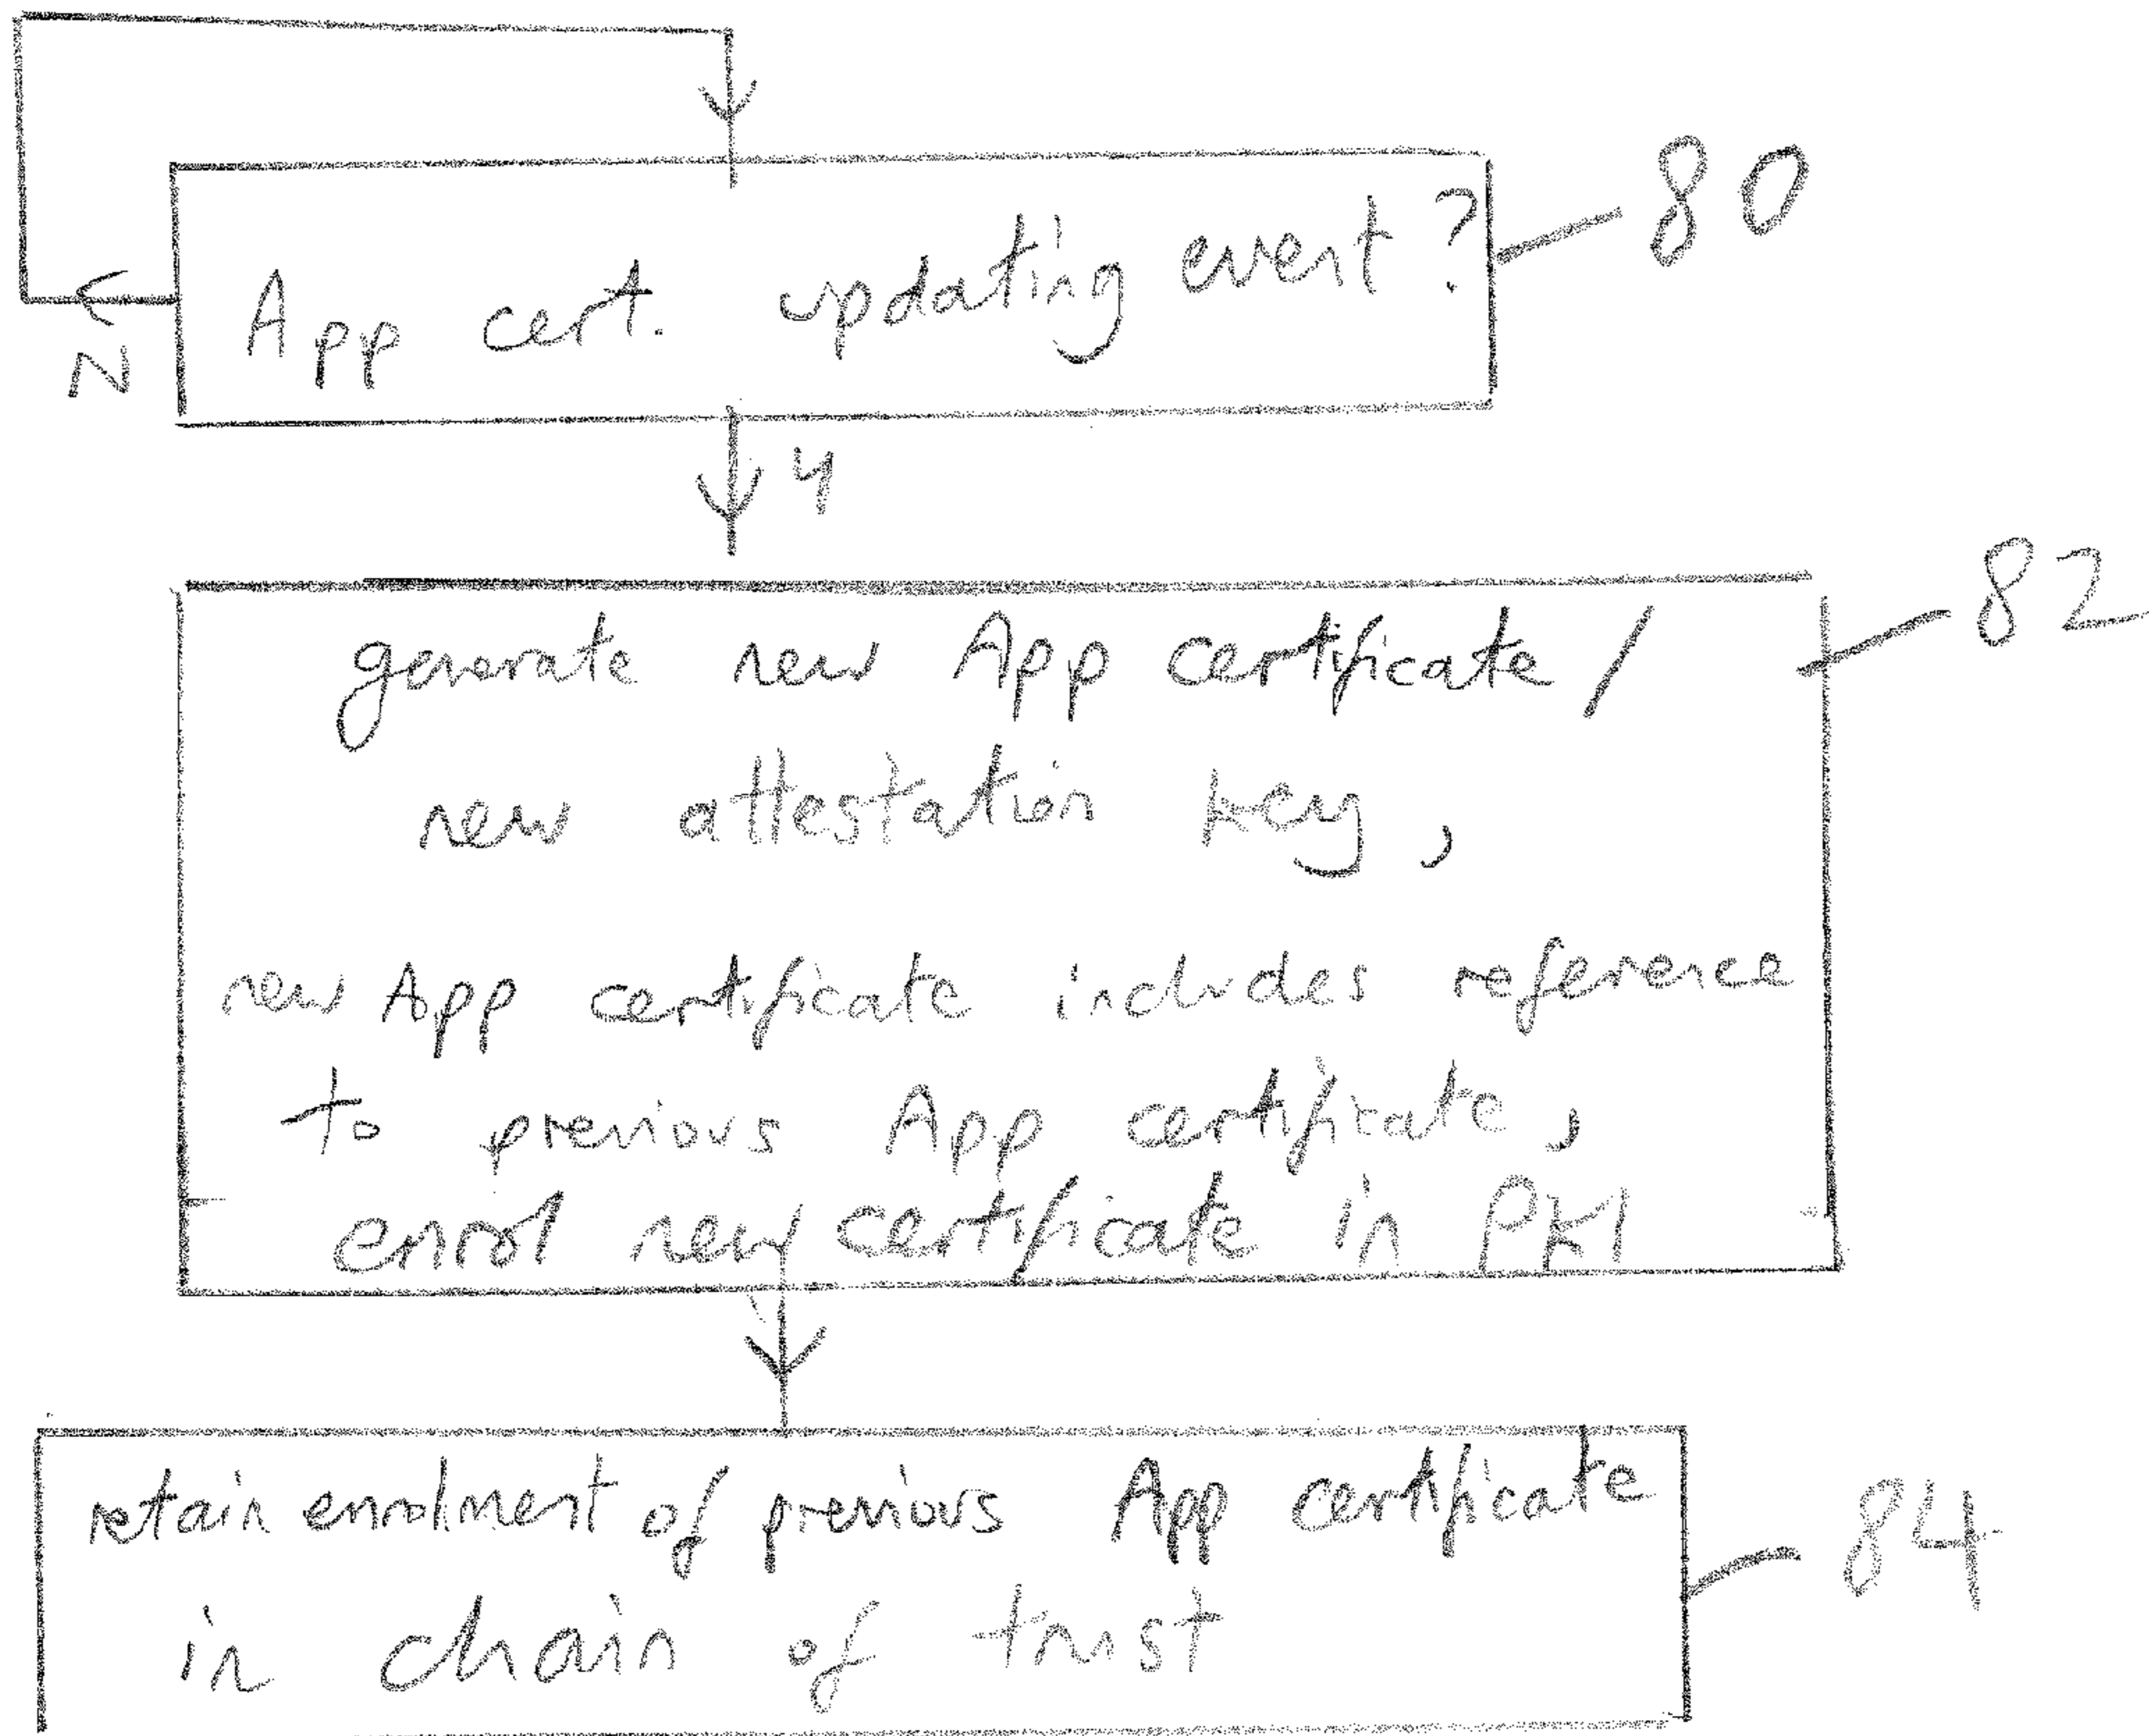 App cert. updating event?
80
N
Y
generate new App certificate /
82
new attestation key,
new App certificate includes reference
to previous App certificate,
enrol new certificate in PKI
retain enrolment of previous App certificate
84
in chain of trust